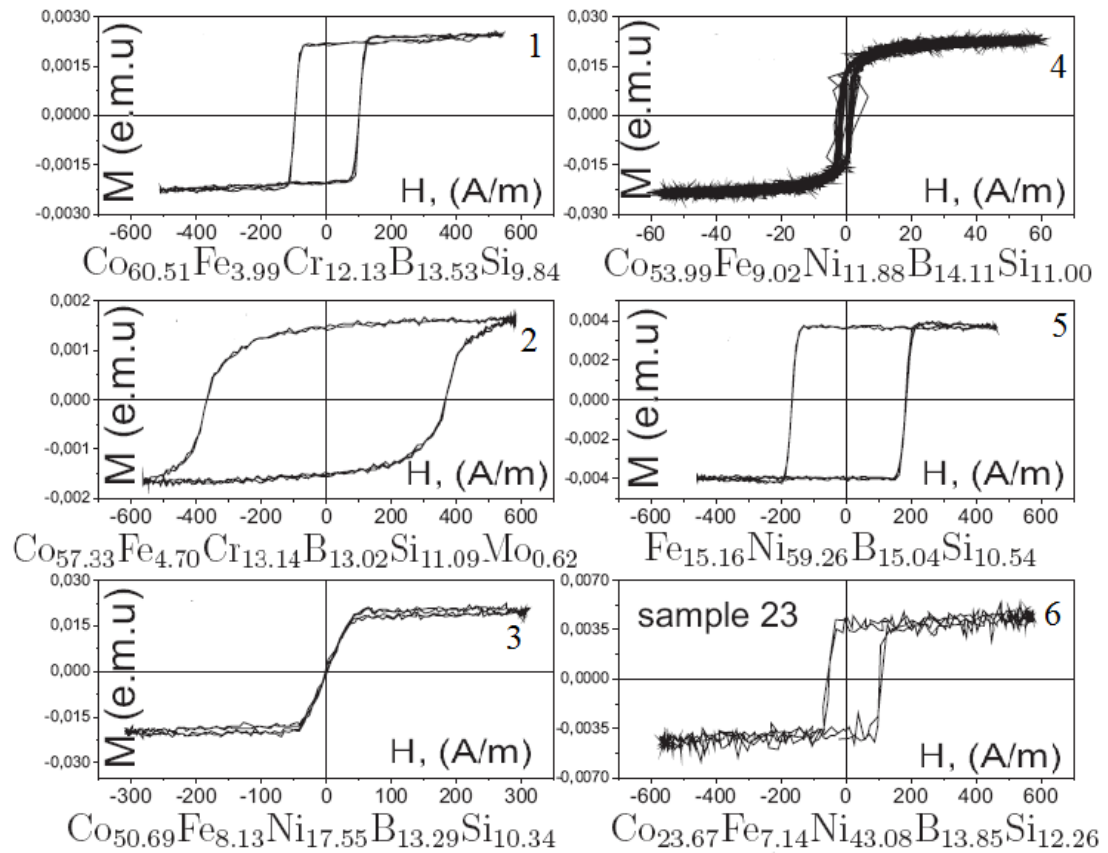 0,0030
0,0015
0,0000
-0,0015
-0,0030
M (e.m.u)
1
H, (A/m)
-600 -400 -200 0 200 400 600
Co60.51Fe3.99Cr12.13B13.53Si9.84
0,030
0,015
0,000
-0,015
-0,030
M (e.m.u)
4
H, (A/m)
-60 -40 -20 0 20 40 60
Co53.99Fe9.02Ni11.88B14.11Si11.00
0,002
0,001
0,000
-0,001
-0,002
M (e.m.u)
2
H, (A/m)
-600 -400 -200 0 200 400 600
Co57.33Fe4.70Cr13.14B13.02Si11.09Mo0.62
0,004
0,002
0,000
-0,002
-0,004
M (e.m.u)
5
H, (A/m)
-600 -400 -200 0 200 400 600
Fe15.16Ni59.26B15.04Si10.54
0,030
0,015
0,000
-0,015
-0,030
M (e.m.u)
3
H, (A/m)
-300 -200 -100 0 100 200 300
Co50.69Fe8.13Ni17.55B13.29Si10.34
0,0070
0,0035
0,0000
-0,0035
-0,0070
sample 23
6
H, (A/m)
-600 -400 -200 0 200 400 600
Co23.67Fe7.14Ni43.08B13.85Si12.26